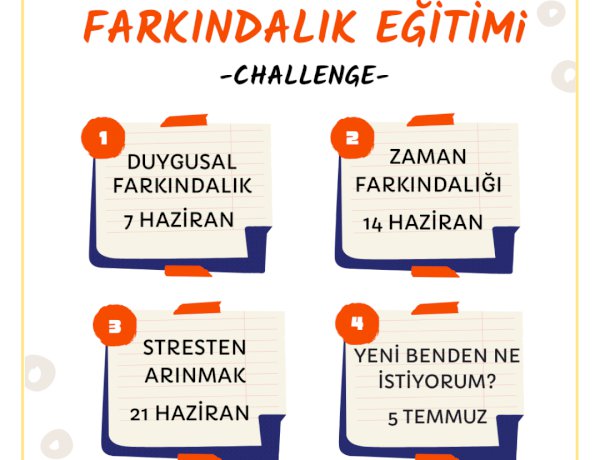 FARKINDALIK EĞİTİMİ
-CHALLENGE-
1
DUYGUSAL
FARKINDALIK
7 HAZİRAN
2
ZAMAN
FARKINDALIĞI
14 HAZİRAN
3
STRESTEN
ARINMAK
21 HAZİRAN
4
YENİ BENDEN NE
İSTİYORUM?
5 TEMMUZ